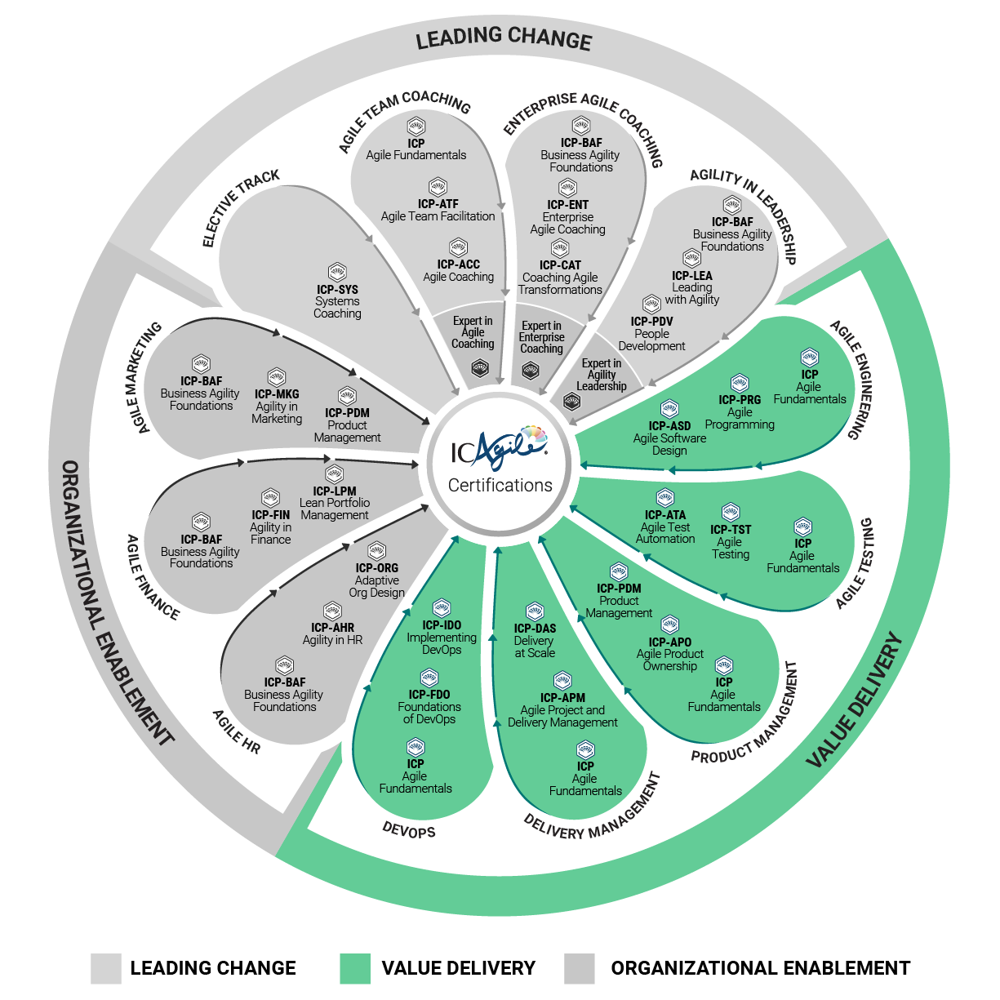 LEADING CHANGE
AGILE TEAM COACHING
ICP
Agile Fundamentals
ICP-ATF
Agile Team Facilitation
ICP-ACC
Agile Coaching
Expert in
Agile
Coaching
ENTERPRISE AGILE COACHING
ICP-BAF
Business Agility
Foundations
ICP-ENT
Enterprise
Agile Coaching
ICP-CAT
Coaching Agile
Transformations
Expert in
Enterprise
Coaching
AGILITY IN LEADERSHIP
ICP-BAF
Business Agility
Foundations
ICP-LEA
Leading
with Agility
ICP-PDV
People
Development
Expert in
Agility
Leadership
ELECTIVE TRACK
ICP-SYS
Systems
Coaching
AGILE MARKETING
ICP-BAF
Business Agility
Foundations
ICP-MKG
Agility in
Marketing
ICP-PDM
Product
Management
AGILE ENGINEERING
ICP
Agile
Fundamentals
ICP-PRG
Agile
Programming
ICP-ASD
Agile Software
Design
ICAgile
Certifications
ORGANIZATIONAL ENABLEMENT
AGILE FINANCE
ICP-BAF
Business Agility
Foundations
ICP-FIN
Agility in
Finance
ICP-LPM
Lean Portfolio
Management
AGILE TESTING
ICP-ATA
Agile Test
Automation
ICP-TST
Agile
Testing
ICP
Agile
Fundamentals
AGILE HR
ICP-ORG
Adaptive
Org Design
ICP-AHR
Agility in HR
ICP-BAF
Business Agility
Foundations
DEVOPS
ICP-IDO
Implementing
DevOps
ICP-FDO
Foundations
of DevOps
ICP
Agile
Fundamentals
DELIVERY MANAGEMENT
ICP-DAS
Delivery
at Scale
ICP-APM
Agile Project and
Delivery Management
ICP
Agile
Fundamentals
PRODUCT MANAGEMENT
ICP-PDM
Product
Management
ICP-APO
Agile Product
Ownership
ICP
Agile
Fundamentals
VALUE DELIVERY
LEADING CHANGE
VALUE DELIVERY
ORGANIZATIONAL ENABLEMENT